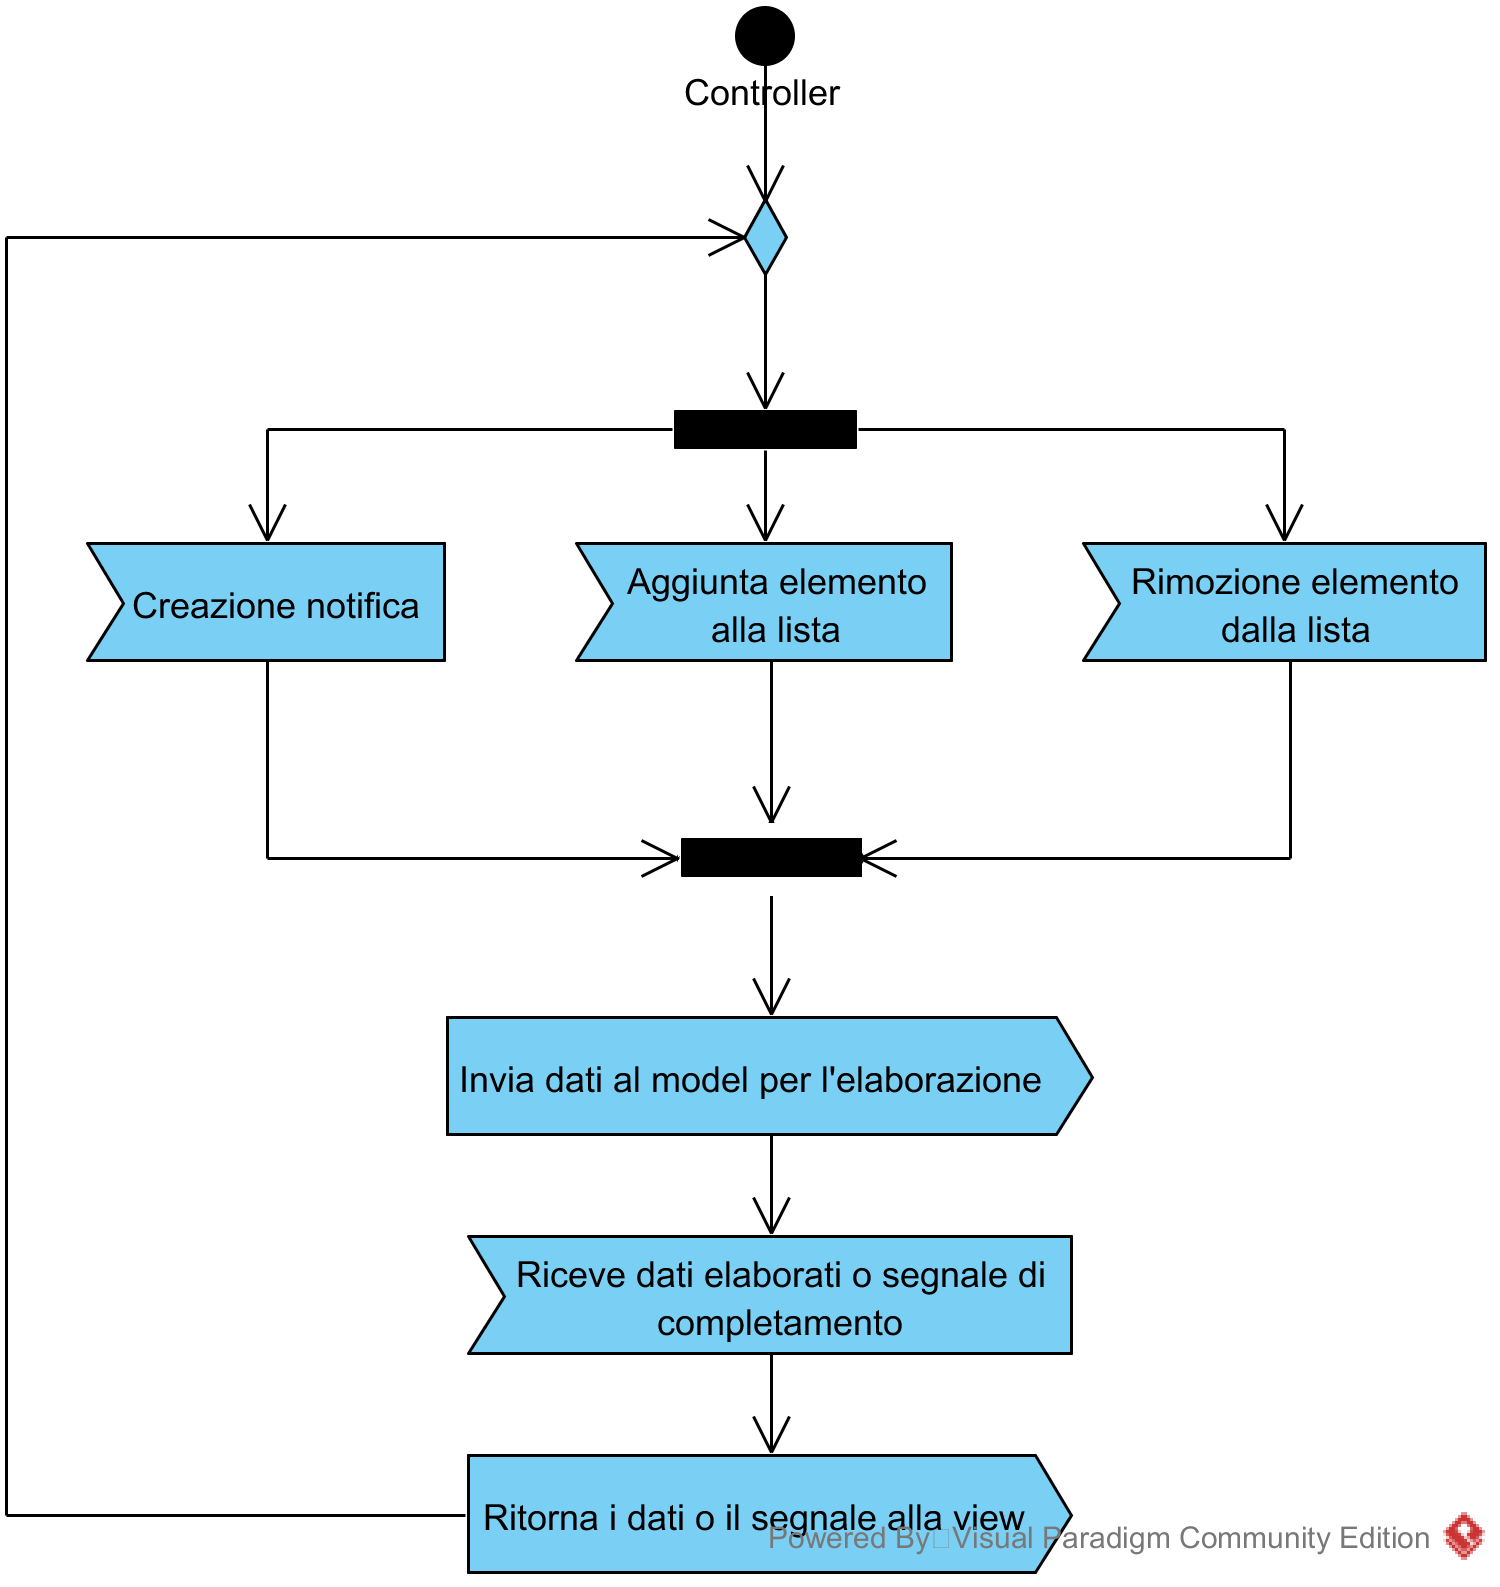 Controller
Creazione notifica
Aggiunta elemento
alla lista
Rimozione elemento
dalla lista
Invia dati al model per l'elaborazione
Riceve dati elaborati o segnale di
completamento
Ritorna i dati o il segnale alla view
Powered By Visual Paradigm Community Edition